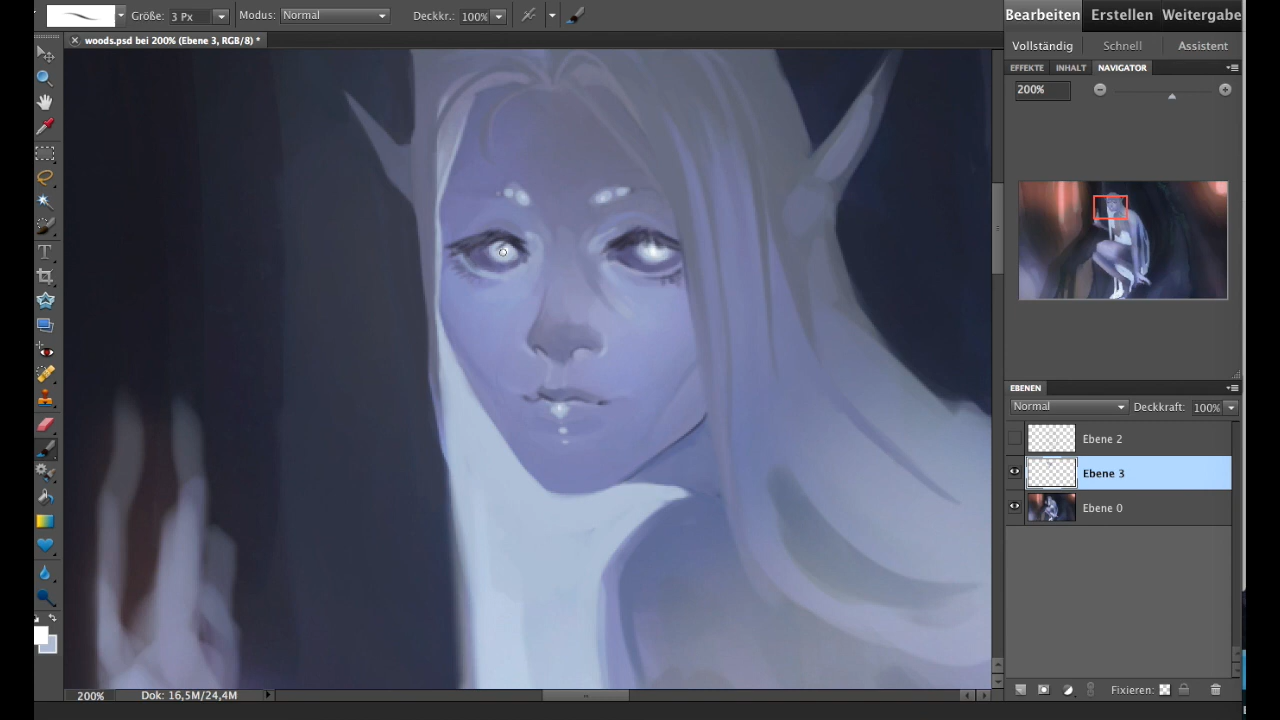 Größe: 3 Px Modus: Normal Deckkr.: 100%
Bearbeiten Erstellen Weitergabe
Vollständig Schnell Assistent
woods.psd bei 200% (Ebene 3, RGB/8) *
EFFEKTE INHALT NAVIGATOR
200%
EBENEN
Normal Deckkraft: 100%
Ebene 2
Ebene 3
Ebene 0
200% Dok: 16,5M/24,4M
Fixieren: